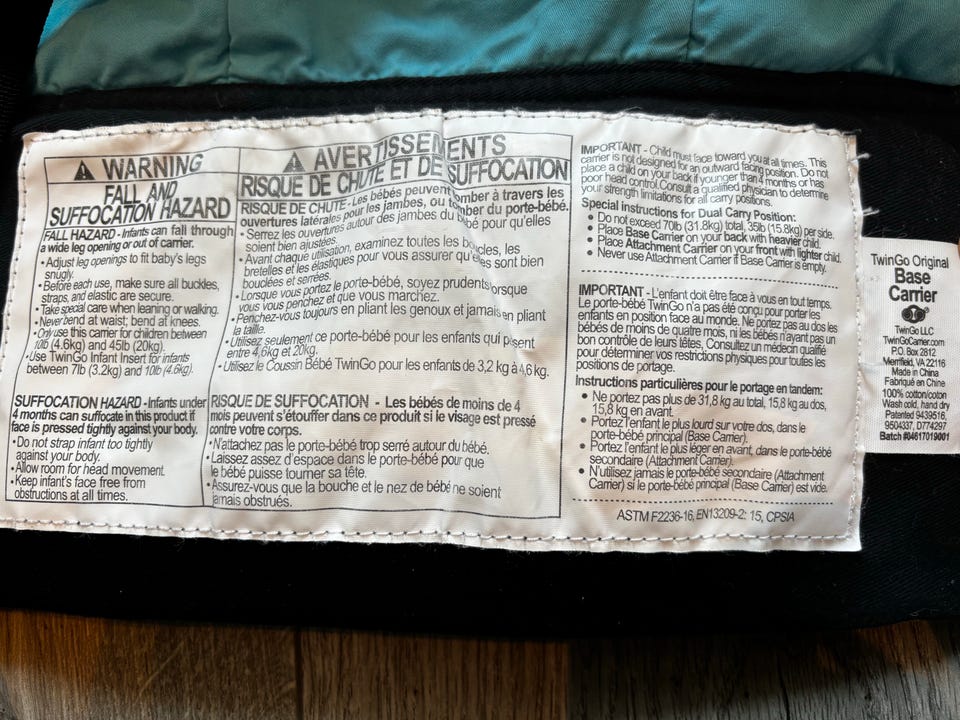 WARNING
FALL AND
SUFFOCATION HAZARD
FALL HAZARD - Infants can fall through
a wide leg opening or out of carrier.
• Adjust leg openings to fit baby's legs
snugly.
• Before each use, make sure all buckles,
straps, and elastic are secure.
• Take special care when leaning or walking.
• Never bend at waist; bend at knees.
• Only use this carrier for children between
10lb (4.6kg) and 45lb (20kg).
• Use TwinGo Infant Insert for infants
between 7lb (3.2kg) and 10lb (4.6kg).
SUFFOCATION HAZARD - Infants under
4 months can suffocate in this product if
face is pressed tightly against your body.
• Do not strap infant too tightly
against your body.
• Allow room for head movement.
• Keep infant's face free from
obstructions at all times.
AVERTISSEMENTS
RISQUE DE CHUTE ET DE SUFFOCATION
RISQUE DE CHUTE - Les bébés peuvent tomber à travers les
ouvertures latérales pour les jambes, ou tomber du porte-bébé.
• Serrez les ouvertures autour des jambes du bébé pour qu'elles
soient bien ajustées.
• Avant chaque utilisation, examinez toutes les boucles, les
bretelles et les élastiques pour vous assurer qu'elles sont bien
bouclées et serrées.
• Lorsque vous portez le porte-bébé, soyez prudents lorsque
vous vous penchez et que vous marchez.
• Penchez-vous toujours en pliant les genoux et jamais en pliant
la taille.
• Utilisez seulement ce porte-bébé pour les enfants qui pèsent
entre 4,6kg et 20kg.
• Utilisez le Coussin Bébé TwinGo pour les enfants de 3,2 kg à 4,6 kg.
RISQUE DE SUFFOCATION - Les bébés de moins de 4
mois peuvent s'étouffer dans ce produit si le visage est pressé
contre votre corps.
• N'attachez pas le porte-bébé trop serré autour du bébé.
• Laissez assez d'espace dans le porte-bébé pour que
le bébé puisse tourner sa tête.
• Assurez-vous que la bouche et le nez de bébé ne soient
jamais obstrués.
IMPORTANT - Child must face toward you at all times. This
carrier is not designed for an outward facing position. Do not
place a child on your back if younger than 4 months or has
poor head control. Consult a qualified physician to determine
your strength limitations for all carry positions.
Special instructions for Dual Carry Position:
• Do not exceed 70lb (31.8kg) total, 35lb (15.8kg) per side.
• Place Base Carrier on your back with heavier child.
• Place Attachment Carrier on your front with lighter child.
• Never use Attachment Carrier if Base Carrier is empty.
IMPORTANT - L'enfant doit être face à vous en tout temps.
Le porte-bébé TwinGo n'a pas été conçu pour porter les
enfants en position face au monde. Ne portez pas au dos les
bébés de moins de quatre mois, ni les bébés n'ayant pas un
bon contrôle de leurs têtes, Consultez un médecin qualifié
pour déterminer vos restrictions physiques pour toutes les
positions de portage.
Instructions particulières pour le portage en tandem:
• Ne portez pas plus de 31,8 kg au total, 15,8 kg au dos,
15,8 kg en avant.
• Portez l'enfant le plus lourd sur votre dos, dans le
porte-bébé principal (Base Carrier).
• Portez l'enfant le plus léger en avant, dans le porte-bébé
secondaire (Attachment Carrier).
• N'utilisez jamais le porte-bébé secondaire (Attachment
Carrier) si le porte-bébé principal (Base Carrier) est vide.
ASTM F2236-16, EN13209-2: 15, CPSIA
TwinGo Original
Base
Carrier
TwinGo LLC
TwinGoCarrier.com
P.O. Box 2812
Merrifield, VA 22116
Made in China
Fabriqué en Chine
100% cotton/coton
Wash cold, hand dry
Patented 9439516,
9504337, D774297
Batch #04617019001